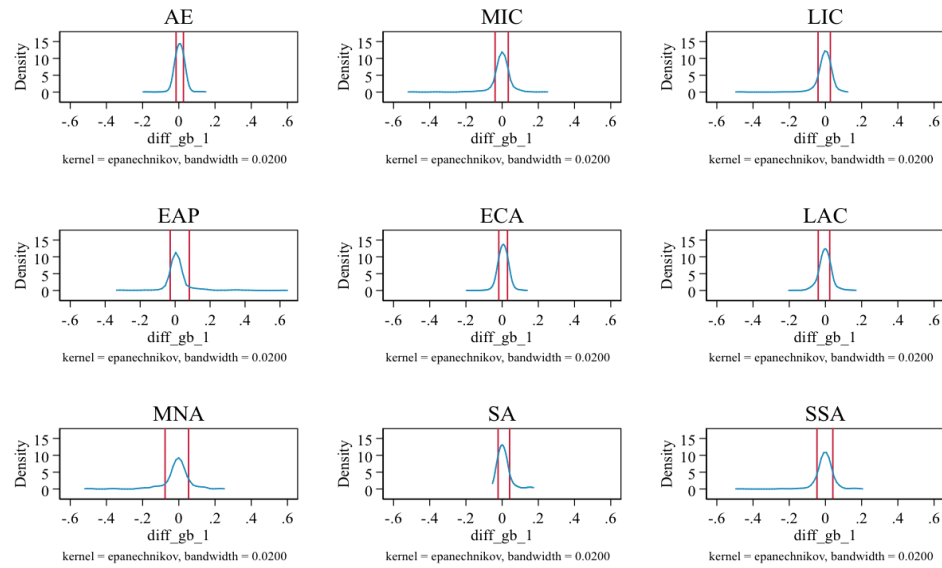 AE MIC LIC
Density 15 10 5 0 Density 15 10 5 0 Density 15 10 5 0
-.6 -.4 -.2 0 .2 .4 .6 -.6 -.4 -.2 0 .2 .4 .6 -.6 -.4 -.2 0 .2 .4 .6
diff_gb_1 diff_gb_1 diff_gb_1
kernel = epanechnikov, bandwidth = 0.0200 kernel = epanechnikov, bandwidth = 0.0200 kernel = epanechnikov, bandwidth = 0.0200
EAP ECA LAC
Density 15 10 5 0 Density 15 10 5 0 Density 15 10 5 0
-.6 -.4 -.2 0 .2 .4 .6 -.6 -.4 -.2 0 .2 .4 .6 -.6 -.4 -.2 0 .2 .4 .6
diff_gb_1 diff_gb_1 diff_gb_1
kernel = epanechnikov, bandwidth = 0.0200 kernel = epanechnikov, bandwidth = 0.0200 kernel = epanechnikov, bandwidth = 0.0200
MNA SA SSA
Density 15 10 5 0 Density 15 10 5 0 Density 15 10 5 0
-.6 -.4 -.2 0 .2 .4 .6 -.6 -.4 -.2 0 .2 .4 .6 -.6 -.4 -.2 0 .2 .4 .6
diff_gb_1 diff_gb_1 diff_gb_1
kernel = epanechnikov, bandwidth = 0.0200 kernel = epanechnikov, bandwidth = 0.0200 kernel = epanechnikov, bandwidth = 0.0200